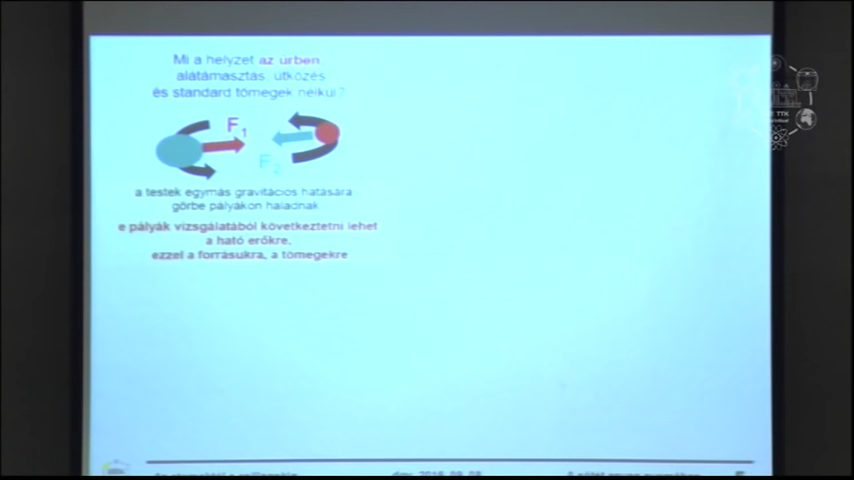 Mi a helyzet az űrben
alátámasztás, ütközés
és standard tömegek nélkül?
F1
F2
a testek egymás gravitációs hatására
görbe pályákon haladnak
e pályák vizsgálatából következtetni lehet
a ható erőkre,
ezzel a forrásukra, a tömegekre
TTK